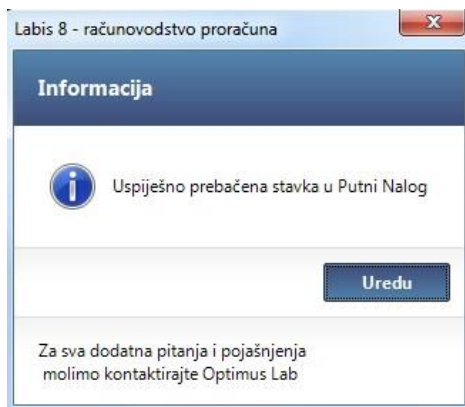 Labis 8 - računovodstvo proračuna
Informacija
Uspiješno prebačena stavka u Putni Nalog
Uredu
Za sva dodatna pitanja i pojašnjenja
molimo kontaktirajte Optimus Lab